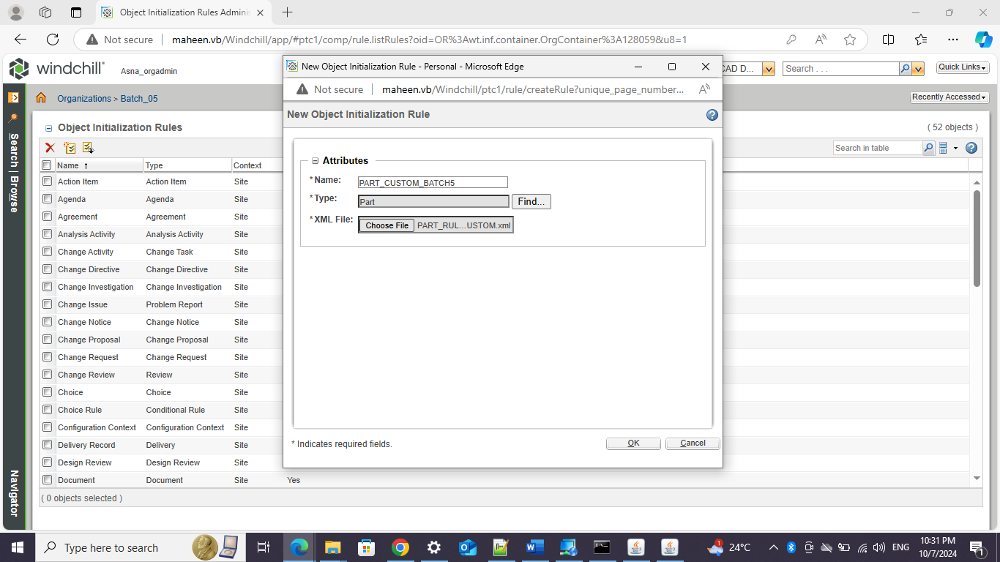 Object Initialization Rules Adminis
Not secure
maheen.vb/Windchill/app/#ptc1/comp/rule.listRules?oid=OR%3Awt.inf.container.OrgContainer%3A128059&u8=1
windchill
Asna_orgadmin
CAD D...
Search . . .
Quick Links
Organizations > Batch_05
Recently Accessed
Object Initialization Rules
( 52 objects )
Search in table
Name Type Context
Action Item Action Item Site
Agenda Agenda Site
Agreement Agreement Site
Analysis Activity Analysis Activity Site
Change Activity Change Task Site
Change Directive Change Directive Site
Change Investigation Change Investigation Site
Change Issue Problem Report Site
Change Notice Change Notice Site
Change Proposal Change Proposal Site
Change Request Change Request Site
Change Review Review Site
Choice Choice Site
Choice Rule Conditional Rule Site
Configuration Context Configuration Context Site
Delivery Record Delivery Site
Design Review Design Review Site
Document Document Site Yes
( 0 objects selected )
Search | Browse
Navigator
New Object Initialization Rule - Personal - Microsoft Edge
Not secure
maheen.vb/Windchill/ptc1/rule/createRule?unique_page_number...
New Object Initialization Rule
Attributes
*Name: PART_CUSTOM_BATCH5
*Type: Part Find...
*XML File: Choose File PART_RUL...USTOM.xml
* Indicates required fields.
OK
Cancel
Type here to search
1
24°C
ENG
10:31 PM
10/7/2024
1